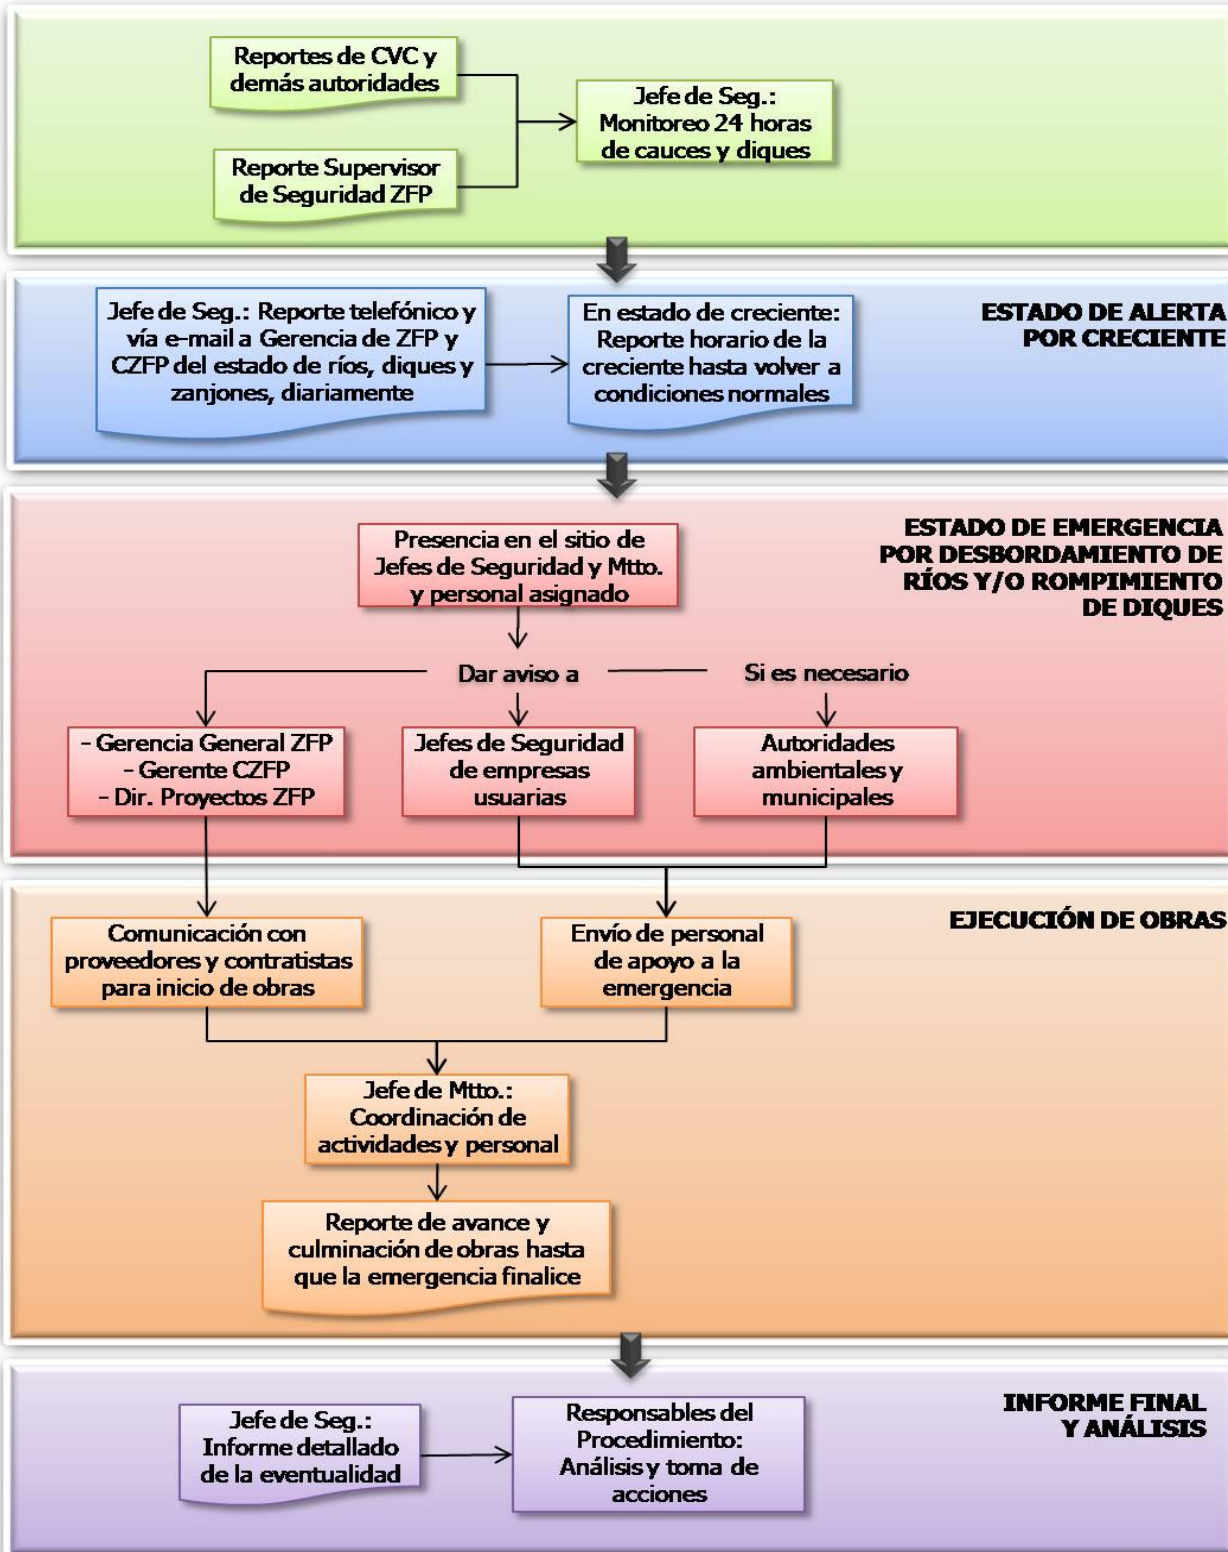 Reportes de CVC y
demás autoridades
Jefe de Seg.:
Monitoreo 24 horas
de cauces y diques
Reporte Supervisor
de Seguridad ZFP
ESTADO DE ALERTA
POR CRECIENTE
Jefe de Seg.: Reporte telefónico y
vía e-mail a Gerencia de ZFP y
CZFP del estado de ríos, diques y
zanjones, diariamente
En estado de creciente:
Reporte horario de la
creciente hasta volver a
condiciones normales
ESTADO DE EMERGENCIA
POR DESBORDAMIENTO DE
RÍOS Y/O ROMPIMIENTO
DE DIQUES
Presencia en el sitio de
Jefes de Seguridad y Mtto.
y personal asignado
Dar aviso a
Si es necesario
- Gerencia General ZFP
- Gerente CZFP
- Dir. Proyectos ZFP
Jefes de Seguridad
de empresas
usuarias
Autoridades
ambientales y
municipales
EJECUCIÓN DE OBRAS
Comunicación con
proveedores y contratistas
para inicio de obras
Envío de personal
de apoyo a la
emergencia
Jefe de Mtto.:
Coordinación de
actividades y personal
Reporte de avance y
culminación de obras hasta
que la emergencia finalice
INFORME FINAL
Y ANÁLISIS
Jefe de Seg.:
Informe detallado
de la eventualidad
Responsables del
Procedimiento:
Análisis y toma de
acciones